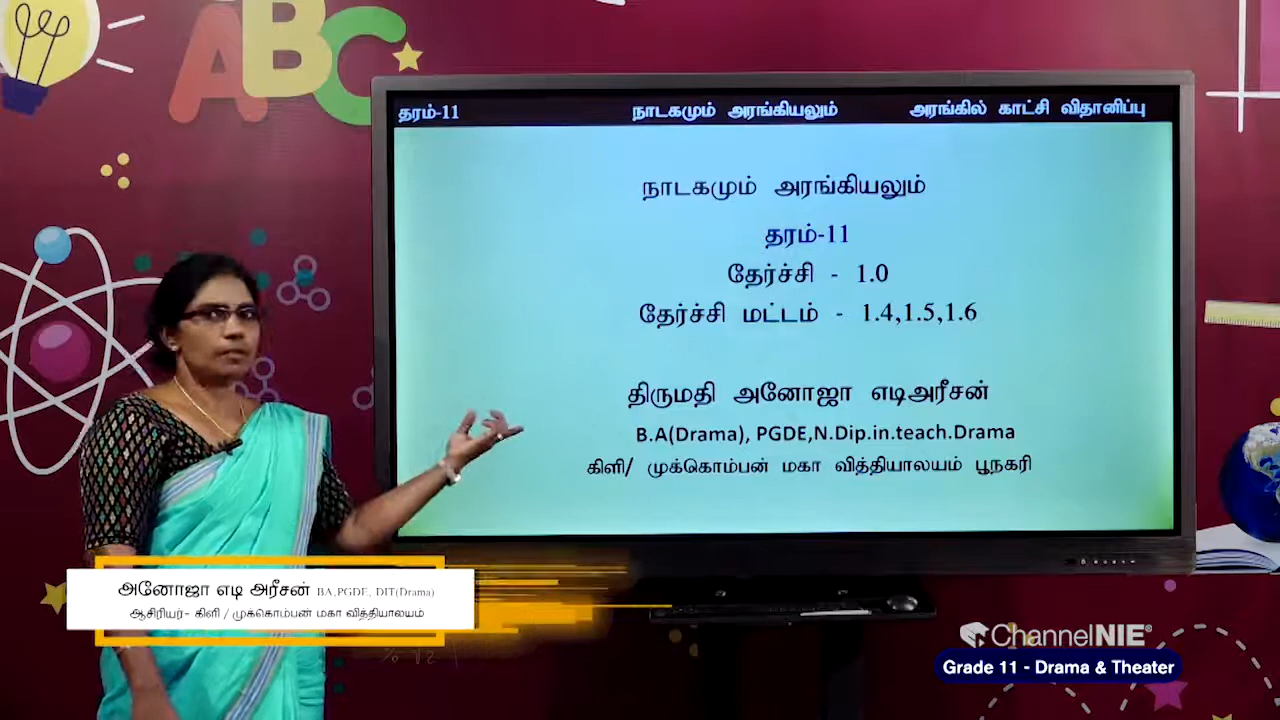 ABC
தரம்-11 நாடகமும் அரங்கியலும் அரங்கில் காட்சி விதானிப்பு
நாடகமும் அரங்கியலும்
தரம்-11
தேர்ச்சி - 1.0
தேர்ச்சி மட்டம் - 1.4,1.5,1.6
திருமதி அனோஜா எடிஅரீசன்
B.A(Drama), PGDE,N.Dip.in.teach.Drama
கிளி/ முக்கொம்பன் மகா வித்தியாலயம் பூநகரி
அனோஜா எடி அரீசன் BA,PGDE, DIT(Drama)
ஆசிரியர்- கிளி / முக்கொம்பன் மகா வித்தியாலயம்
ChannelNIE®
Grade 11 - Drama & Theater